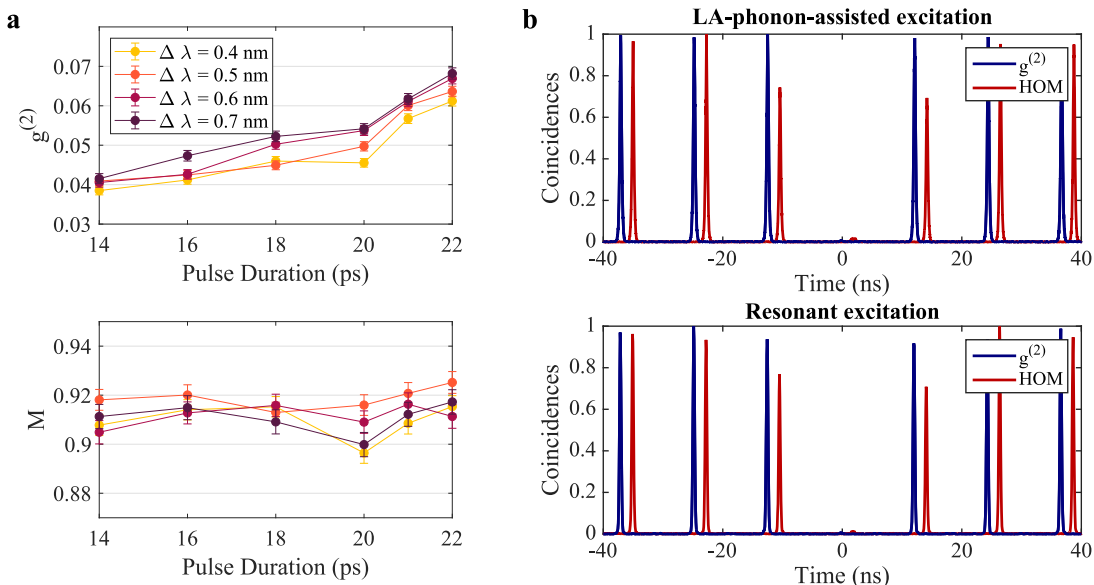 a
0.07
0.06
0.05
0.04
0.03
g(2)
Δ λ = 0.4 nm
Δ λ = 0.5 nm
Δ λ = 0.6 nm
Δ λ = 0.7 nm
14 16 18 20 22
Pulse Duration (ps)
0.94
0.92
0.9
0.88
M
14 16 18 20 22
Pulse Duration (ps)
b
LA-phonon-assisted excitation
1
0.8
0.6
0.4
0.2
0
Coincidences
g(2)
HOM
-40 -20 0 20 40
Time (ns)
Resonant excitation
1
0.8
0.6
0.4
0.2
0
Coincidences
g(2)
HOM
-40 -20 0 20 40
Time (ns)